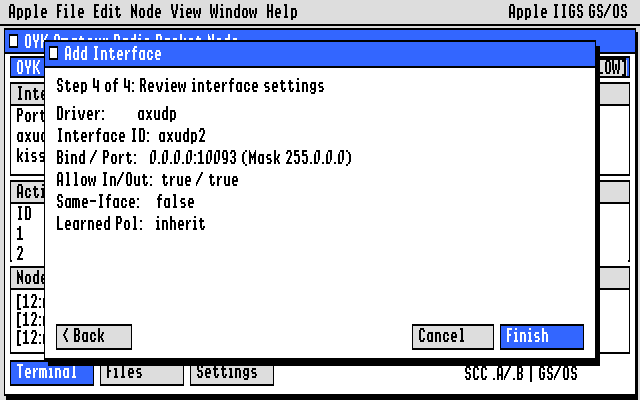 Apple File Edit Node View Window Help Apple IIGS GS/OS
Add Interface
OYK
LOW]
Step 4 of 4: Review interface settings
Driver: axudp
Interface ID: axudp2
Bind / Port: 0.0.0.0:10093 (Mask 255.0.0.0)
Allow In/Out: true / true
Same-Iface: false
Learned Pol: inherit
Inte
Port
axud
kiss
Acti
ID
1
2
Node
[12:
[12:
[12:
< Back Cancel Finish
Terminal Files Settings SCC .A/.B | GS/OS